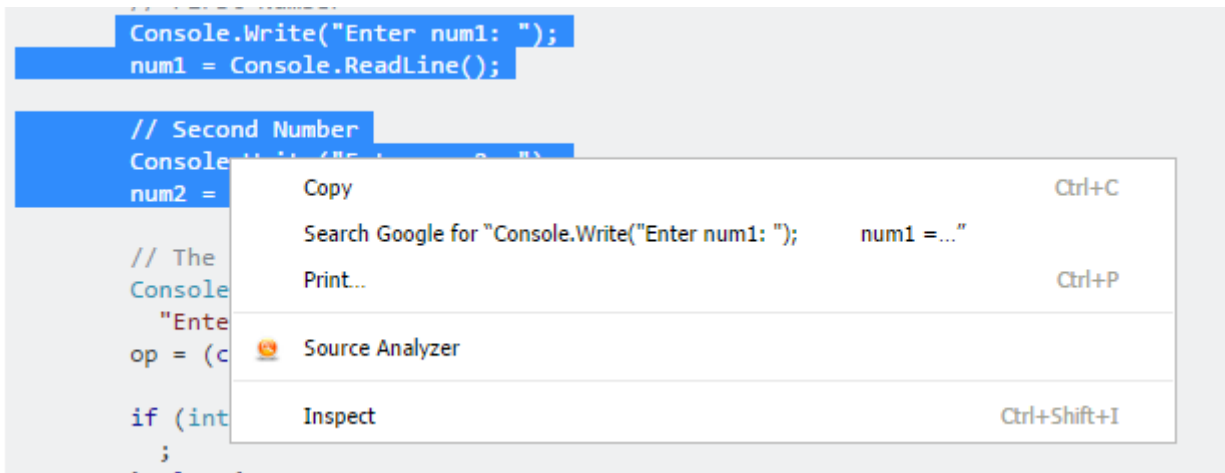 Console.Write("Enter num1: ");
num1 = Console.ReadLine();
// Second Number
Console
num2 =
Copy Ctrl+C
Search Google for "Console.Write("Enter num1: "); num1 =..."
Print... Ctrl+P
// The
Console
"Ente
op = (c
Source Analyzer
if (int
Inspect Ctrl+Shift+I
;